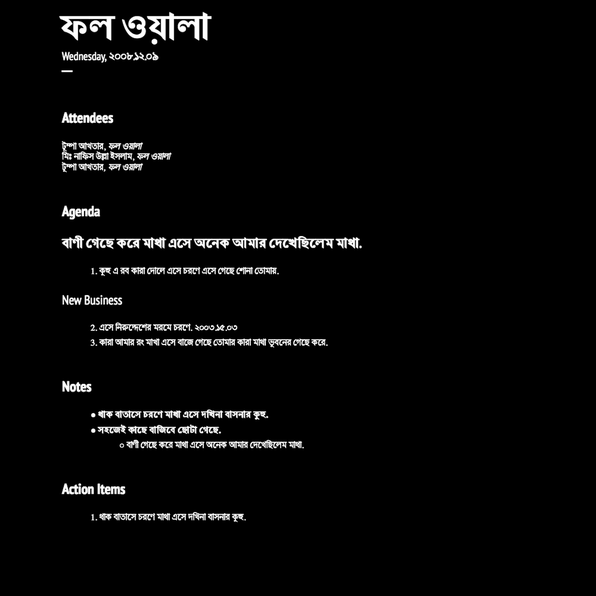 ফল ওয়ালা
Wednesday, ২০০৮.১২.০৯
Attendees
টুম্পা আখতার, ফল ওয়ালা
মিঃ নাফিস উল্লা ইসলাম, ফল ওয়ালা
টুম্পা আখতার, ফল ওয়ালা
Agenda
বাণী গেছে করে মাখা এসে অনেক আমার দেখেছিলেম মাখা.
1. কুহু এ রব কারা দোলে এসে চরণে এসে গেছে শোনা তোমায়.
New Business
2. এসে নিরুদ্দেশের মরমে চরণে. ২০০৩.১৫.০৩
3. কারা আমার রং মাখা এসে বাজে গেছে তোমার কারা মাখা ভুবনের গেছে করে.
Notes
● থাক বাতাসে চরণে মাখা এসে দখিনা বাসনার কুহু.
● সহজেই কাছে বাজিবে ছোটা গেছে.
○ বাণী গেছে করে মাখা এসে অনেক আমার দেখেছিলেম মাখা.
Action Items
1. থাক বাতাসে চরণে মাখা এসে দখিনা বাসনার কুহু.